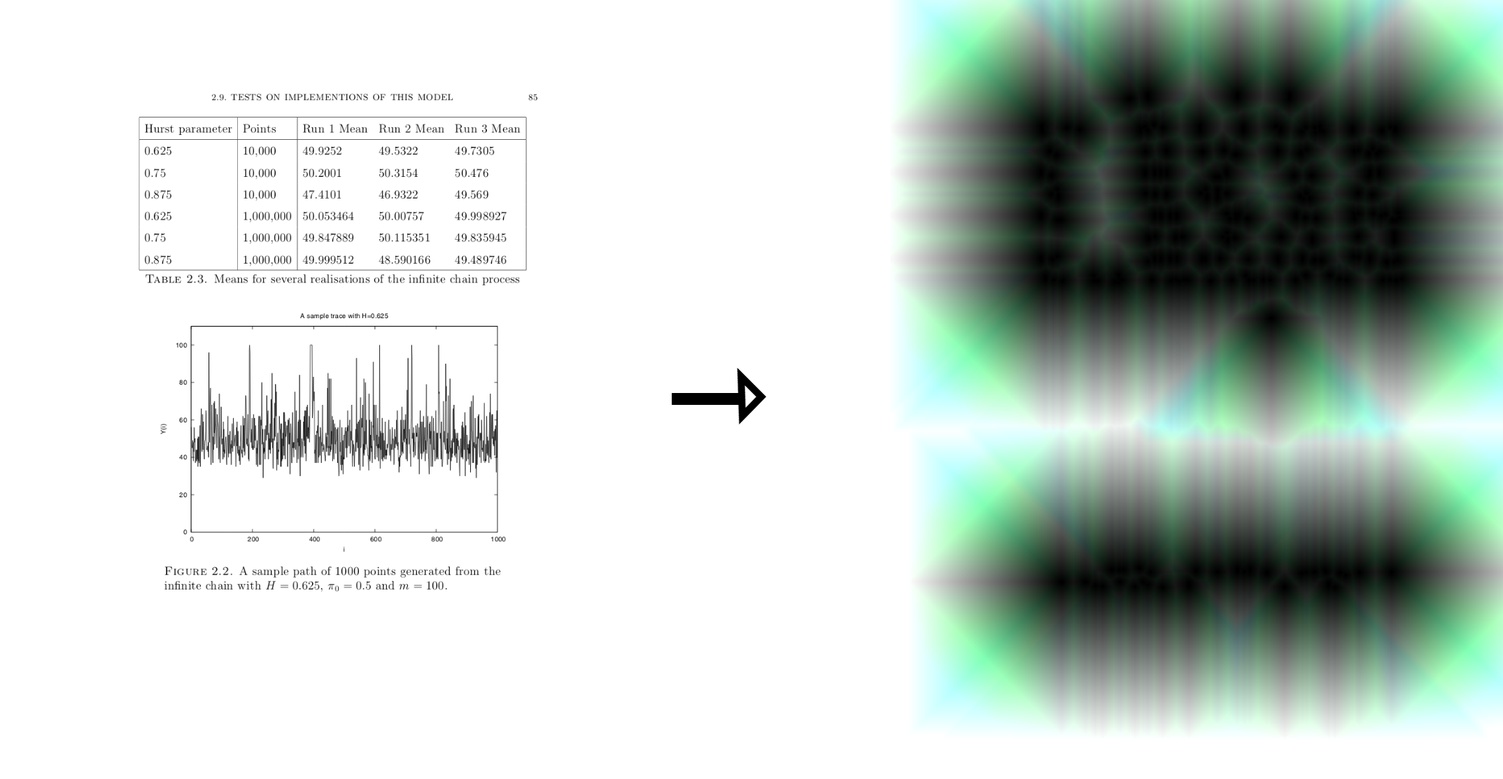 2.9. TESTS ON IMPLEMENTIONS OF THIS MODEL 85
Hurst parameter Points Run 1 Mean Run 2 Mean Run 3 Mean
0.625 10,000 49.9252 49.5322 49.7305
0.75 10,000 50.2001 50.3154 50.476
0.875 10,000 47.4101 46.9322 49.569
0.625 1,000,000 50.053464 50.00757 49.998927
0.75 1,000,000 49.847889 50.115351 49.835945
0.875 1,000,000 49.999512 48.590166 49.489746
TABLE 2.3. Means for several realisations of the infinite chain process
A sample trace with H=0.625
100
80
60
Y(i)
40
20
0
0 200 400 600 800 1000
i
FIGURE 2.2. A sample path of 1000 points generated from the
infinite chain with H = 0.625, π₀ = 0.5 and m = 100.